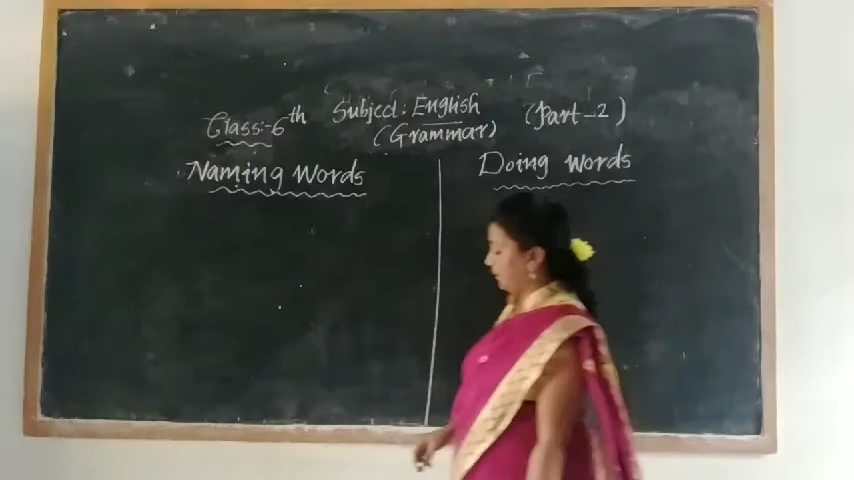 Class:-6th Subject: English (Part-2)
(Grammar)
Naming Words Doing words